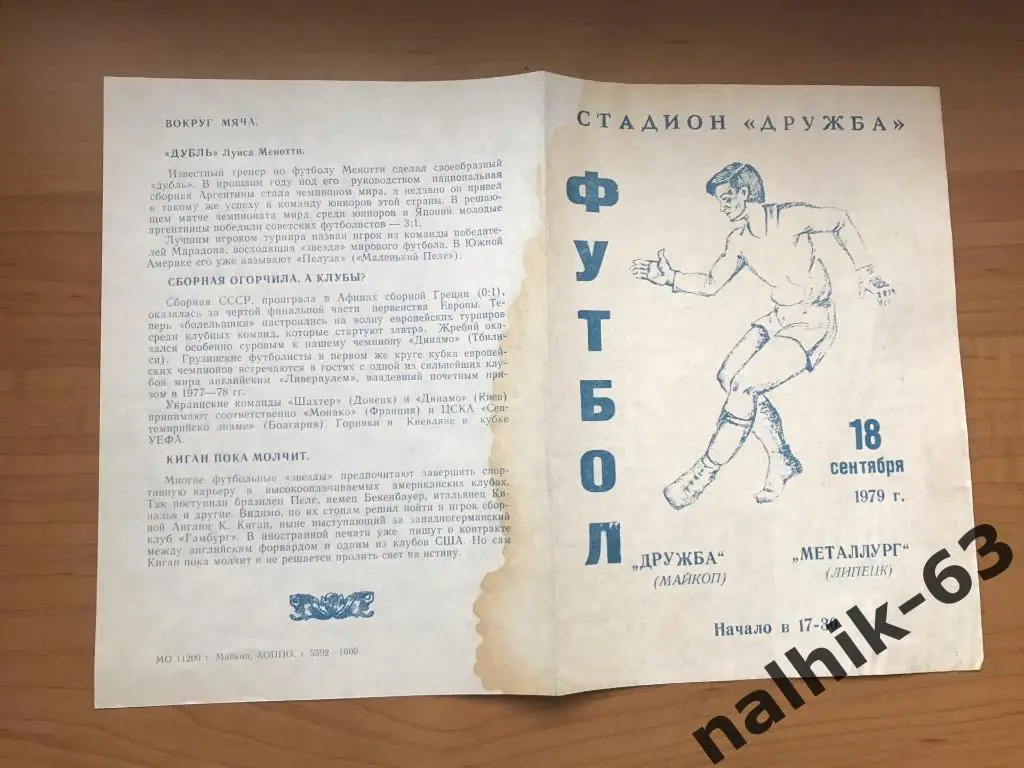 ВОКРУГ МЯЧА.
«ДУБЛЬ» Луиса Менотти.
Известный тренер по футболу Менотти сделал своеобразный
«дубль». В прошлом году под его руководством национальная
сборная Аргентины стала чемпионом мира, а недавно он привел
к такому же успеху и команду юниоров этой страны. В решаю-
щем матче чемпионата мира среди юниоров в Японии молодые
аргентинцы победили советских футболистов — 3:1.
Лучшим игроком турнира назван игрок из команды победите-
лей Марадона, восходящая «звезда» мирового футбола. В Южной
Америке его уже называют «Пелуза» («Маленький Пеле»).
СБОРНАЯ ОГОРЧИЛА, А КЛУБЫ?
Сборная СССР, проиграла в Афинах сборной Греции (0:1),
оказалась за чертой финальной части первенства Европы. Те-
перь «болельщики» настроились на волну европейских турниров
среди клубных команд, которые стартуют завтра. Жребий ока-
зался особенно суровым к нашему чемпиону «Динамо» (Тбили-
си). Грузинские футболисты в первом же круге кубка европей-
ских чемпионов встречаются в гостях с одной из сильнейших клу-
бов мира английским «Ливерпулем», владевший почетным при-
зом в 1977—78 гг.
Украинские команды «Шахтер» (Донецк) и «Динамо» (Киев)
принимают соответственно «Монако» (Франция) и ЦСКА «Сеп-
темврийско знаме» (Болгария). Горняки и Киевляне в кубке
УЕФА.
КИГАН ПОКА МОЛЧИТ.
Многие футбольные «звезды» предпочитают завершить спор-
тивную карьеру в высокооплачиваемых американских клубах.
Так поступили бразилец Пеле, немец Бекенбауер, итальянец Ки-
налья и другие. Видимо, по их стопам решил пойти я игрок сбор-
ной Англии К. Киган, ныне выступающий за западногерманский
клуб «Гамбург». В иностранной печати уже пишут о контракте
между английским форвардом и одним из клубов США. Но сам
Киган пока молчит и не решается пролить свет на истину.
МО 11209 г. Майкоп, АОППО, з 5592—1000
СТАДИОН «ДРУЖБА»
ФУТБОЛ
18
сентября
1979 г.
„ДРУЖБА“
(МАЙКОП)
„МЕТАЛЛУРГ“
(ЛИПЕЦК)
Начало в 17-30
nalhik-63